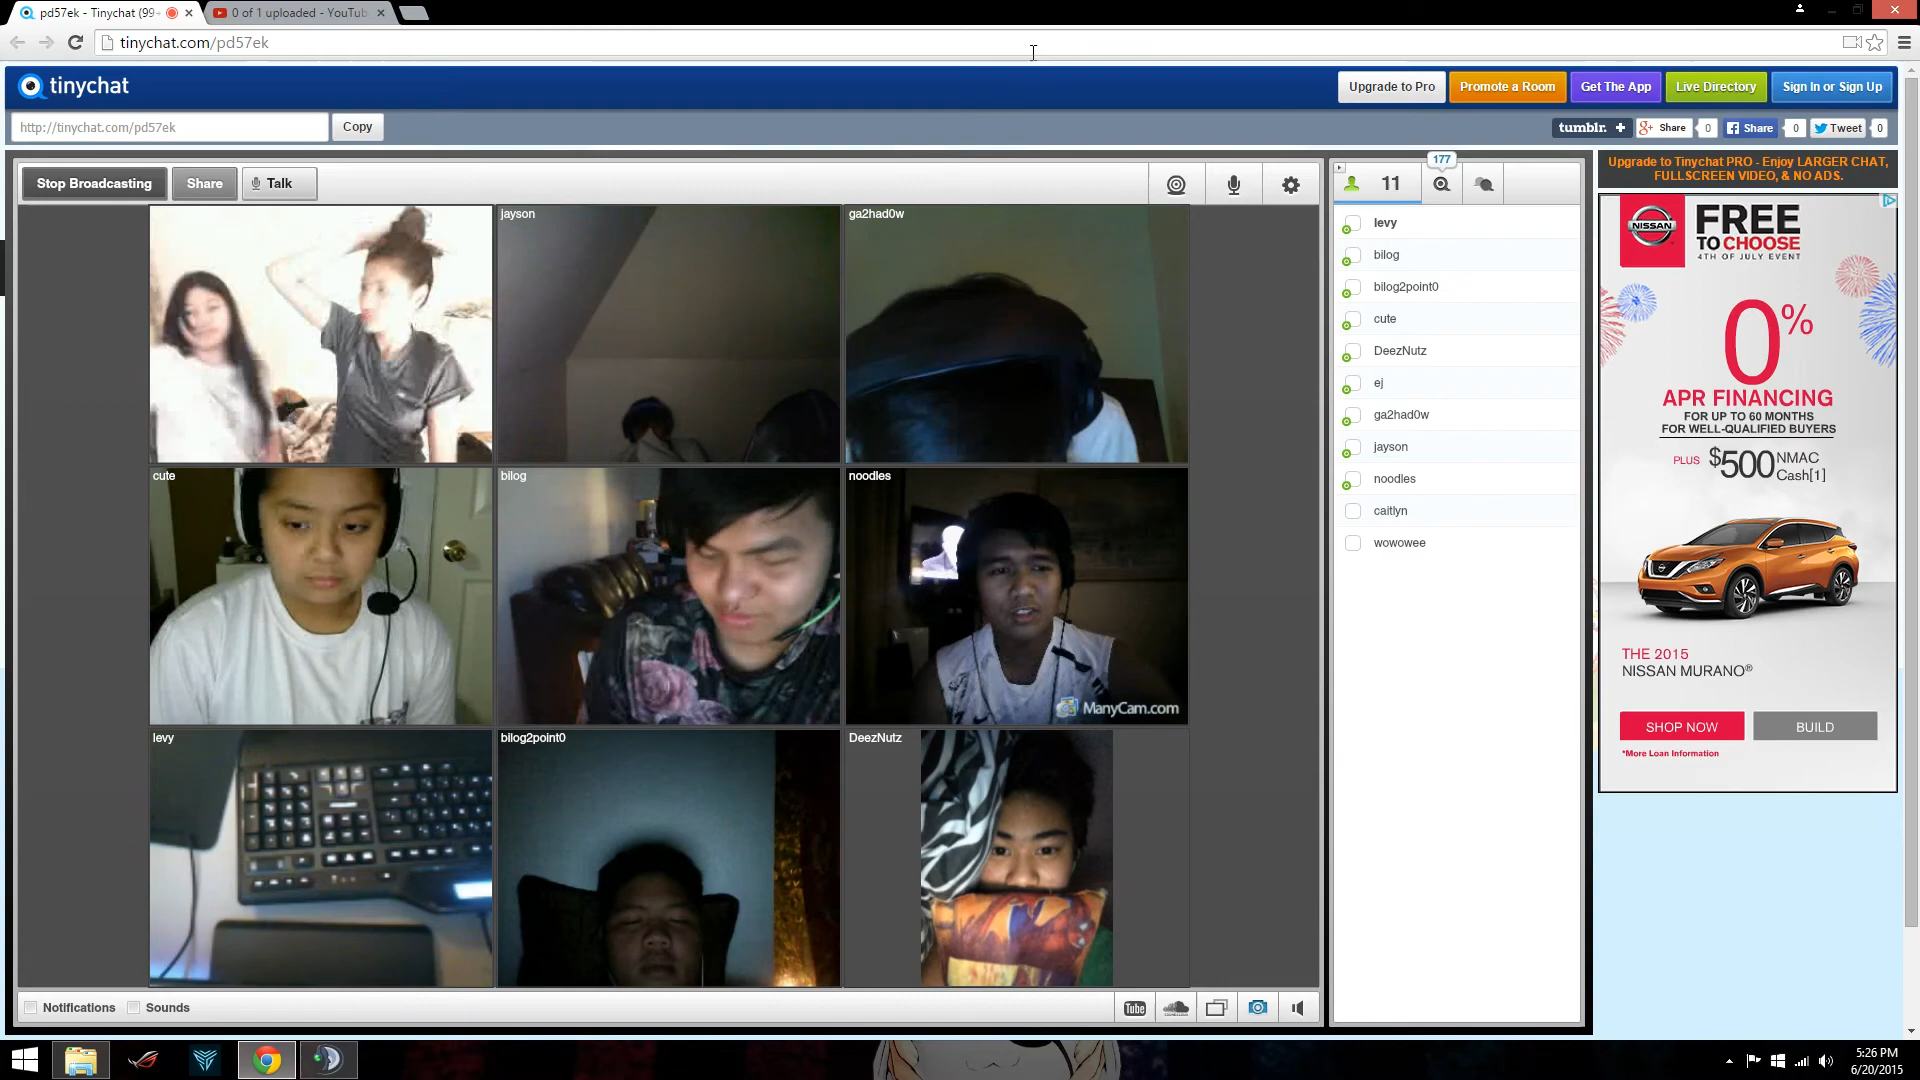 pd57ek - Tinychat (99+
0 of 1 uploaded - YouTub
tinychat.com/pd57ek
tinychat
Upgrade to Pro
Promote a Room
Get The App
Live Directory
Sign In or Sign Up
http://tinychat.com/pd57ek
Copy
tumblr. +
g+ Share 0
Share 0
Tweet 0
Stop Broadcasting
Share
Talk
11
177
Upgrade to Tinychat PRO - Enjoy LARGER CHAT,
FULLSCREEN VIDEO, & NO ADS.
jayson
ga2had0w
cute
bilog
noodles
ManyCam.com
levy
bilog2point0
DeezNutz
levy
bilog
bilog2point0
cute
DeezNutz
ej
ga2had0w
jayson
noodles
caitlyn
wowowee
NISSAN
FREE
TO CHOOSE
4TH OF JULY EVENT
0%
APR FINANCING
FOR UP TO 60 MONTHS
FOR WELL-QUALIFIED BUYERS
PLUS $500 NMAC
Cash[1]
THE 2015
NISSAN MURANO®
SHOP NOW
BUILD
*More Loan Information
Notifications
Sounds
You Tube
SOUNDCLOUD
5:26 PM
6/20/2015